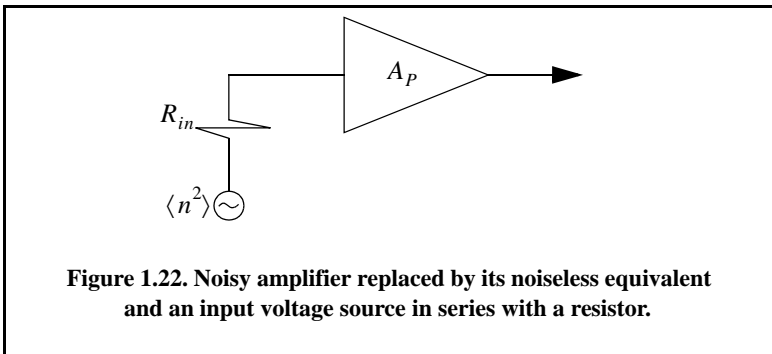 A_P
R_in
⟨n²⟩
Figure 1.22. Noisy amplifier replaced by its noiseless equivalent
and an input voltage source in series with a resistor.